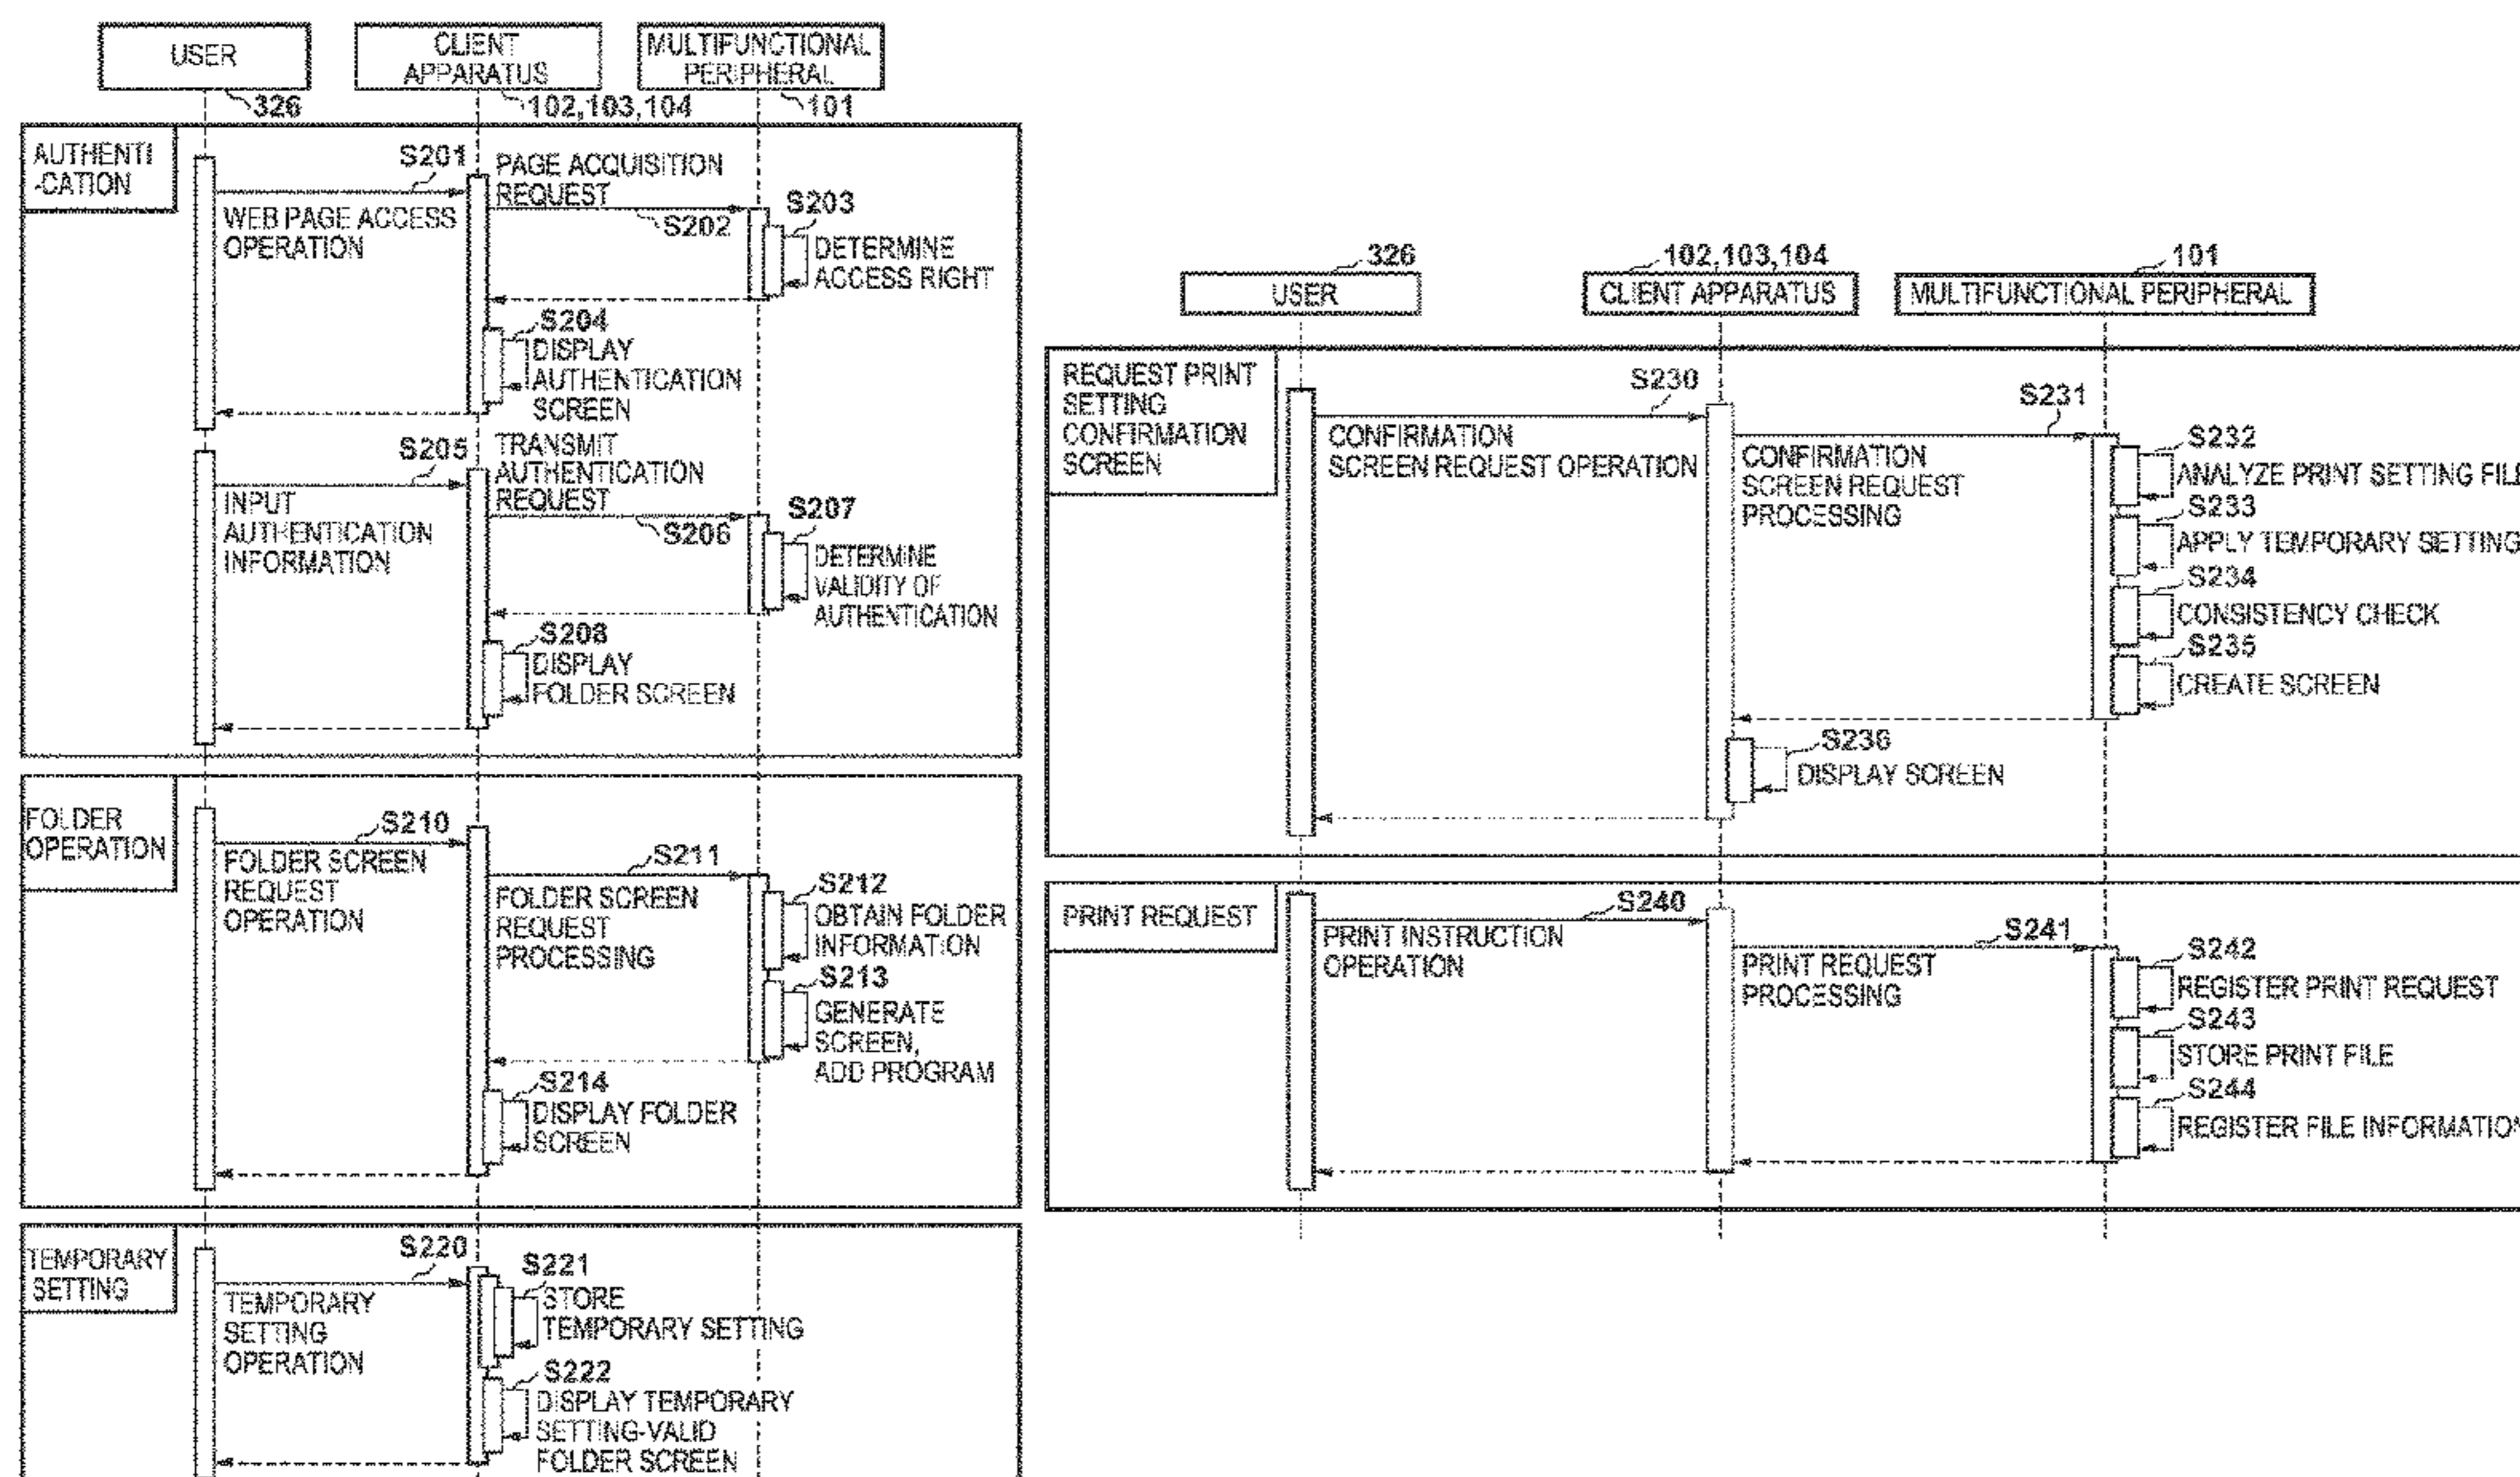 USER
326
CLIENT
APPARATUS
102,103,104
MULTIFUNCTIONAL
PERIPHERAL
101
AUTHENTI
-CATION
S201
WEB PAGE ACCESS
OPERATION
PAGE ACQUISITION
REQUEST
S202
S203
DETERMINE
ACCESS RIGHT
S204
DISPLAY
AUTHENTICATION
SCREEN
S205
INPUT
AUTHENTICATION
INFORMATION
TRANSMIT
AUTHENTICATION
REQUEST
S206
S207
DETERMINE
VALIDITY OF
AUTHENTICATION
S208
DISPLAY
FOLDER SCREEN
FOLDER
OPERATION
S210
FOLDER SCREEN
REQUEST
OPERATION
S211
FOLDER SCREEN
REQUEST
PROCESSING
S212
OBTAIN FOLDER
INFORMATION
S213
GENERATE
SCREEN,
ADD PROGRAM
S214
DISPLAY FOLDER
SCREEN
TEMPORARY
SETTING
S220
TEMPORARY
SETTING
OPERATION
S221
STORE
TEMPORARY SETTING
S222
DISPLAY TEMPORARY
SETTING-VALID
FOLDER SCREEN
326
USER
102,103,104
CLIENT APPARATUS
101
MULTIFUNCTIONAL PERIPHERAL
REQUEST PRINT
SETTING
CONFIRMATION
SCREEN
S230
CONFIRMATION
SCREEN REQUEST OPERATION
S231
CONFIRMATION
SCREEN REQUEST
PROCESSING
S232
ANALYZE PRINT SETTING FILE
S233
APPLY TEMPORARY SETTING
S234
CONSISTENCY CHECK
S235
CREATE SCREEN
S236
DISPLAY SCREEN
PRINT REQUEST
S240
PRINT INSTRUCTION
OPERATION
S241
PRINT REQUEST
PROCESSING
S242
REGISTER PRINT REQUEST
S243
STORE PRINT FILE
S244
REGISTER FILE INFORMATION